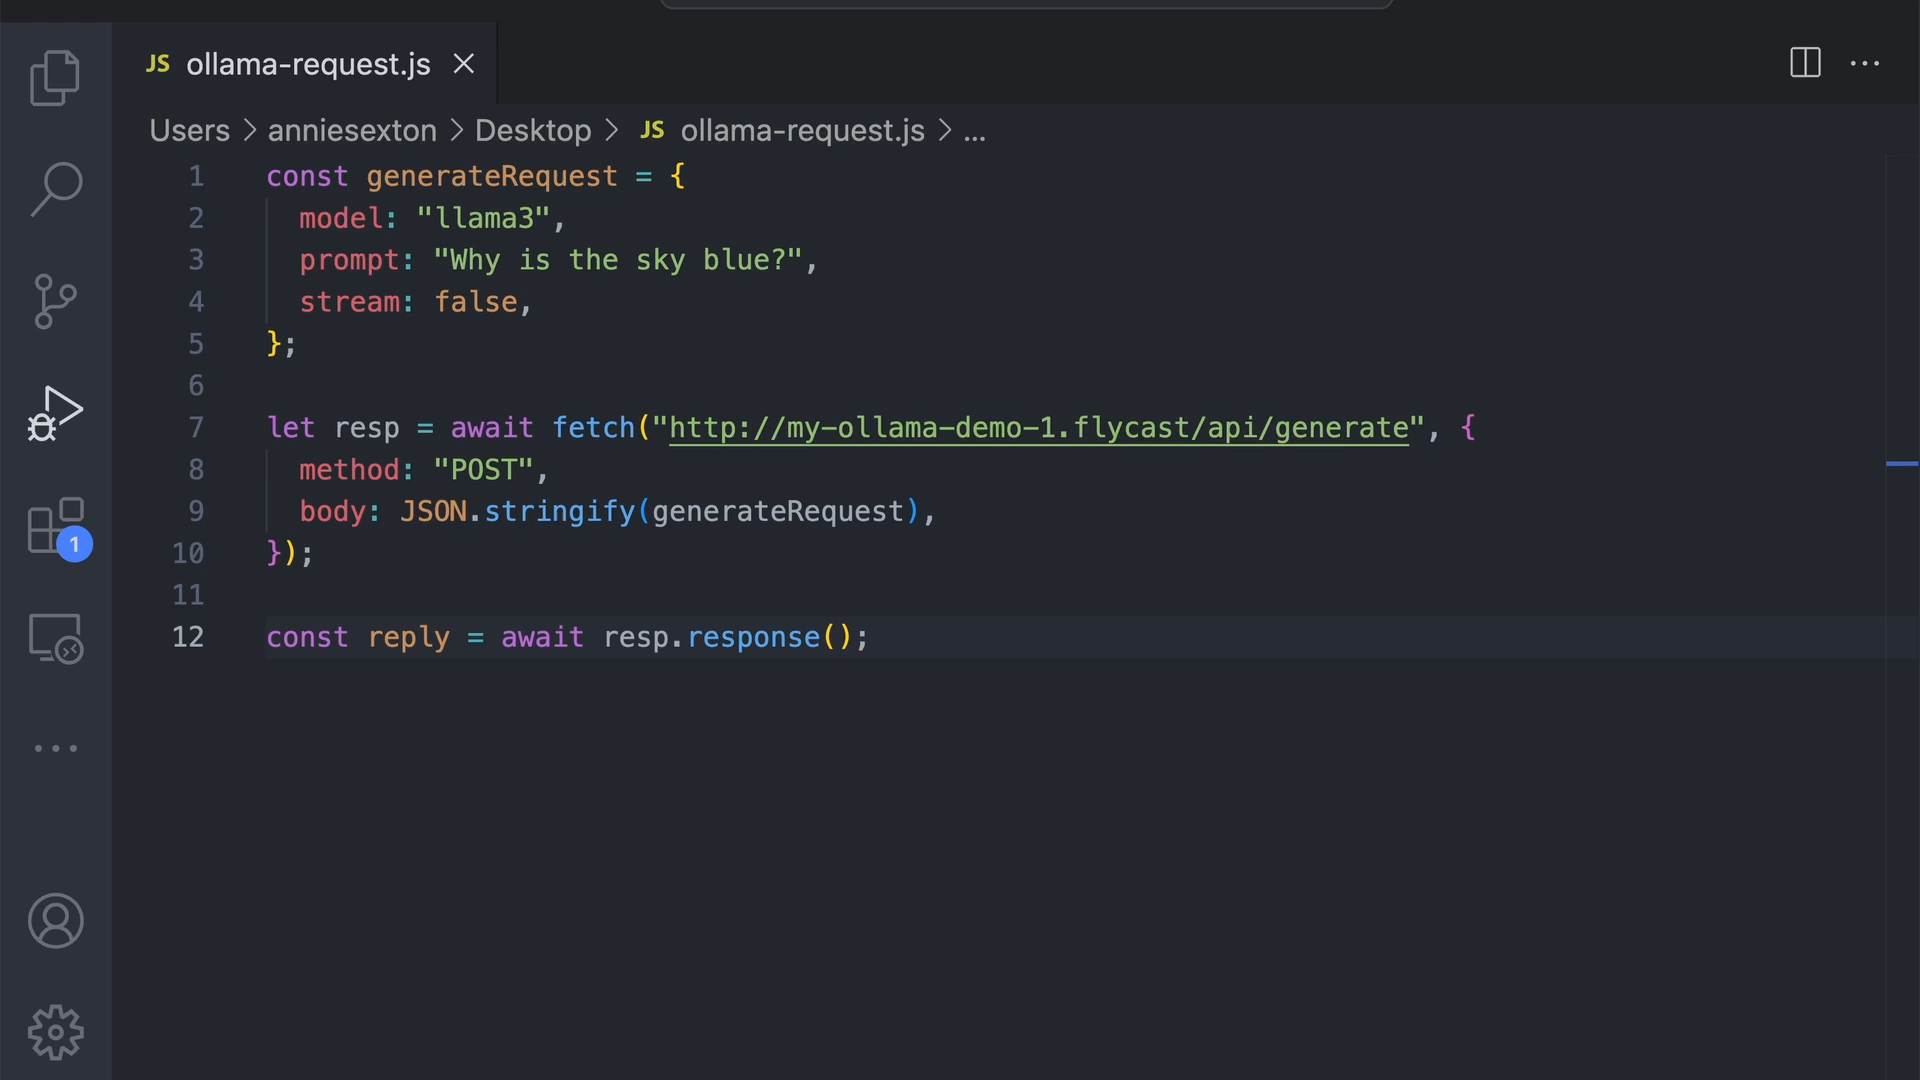 JS ollama-request.js
Users > anniesexton > Desktop > JS ollama-request.js > ...
1 const generateRequest = {
2 model: "llama3",
3 prompt: "Why is the sky blue?",
4 stream: false,
5 };
6
7 let resp = await fetch("http://my-ollama-demo-1.flycast/api/generate", {
8 method: "POST",
9 body: JSON.stringify(generateRequest),
10 });
11
12 const reply = await resp.response();
1